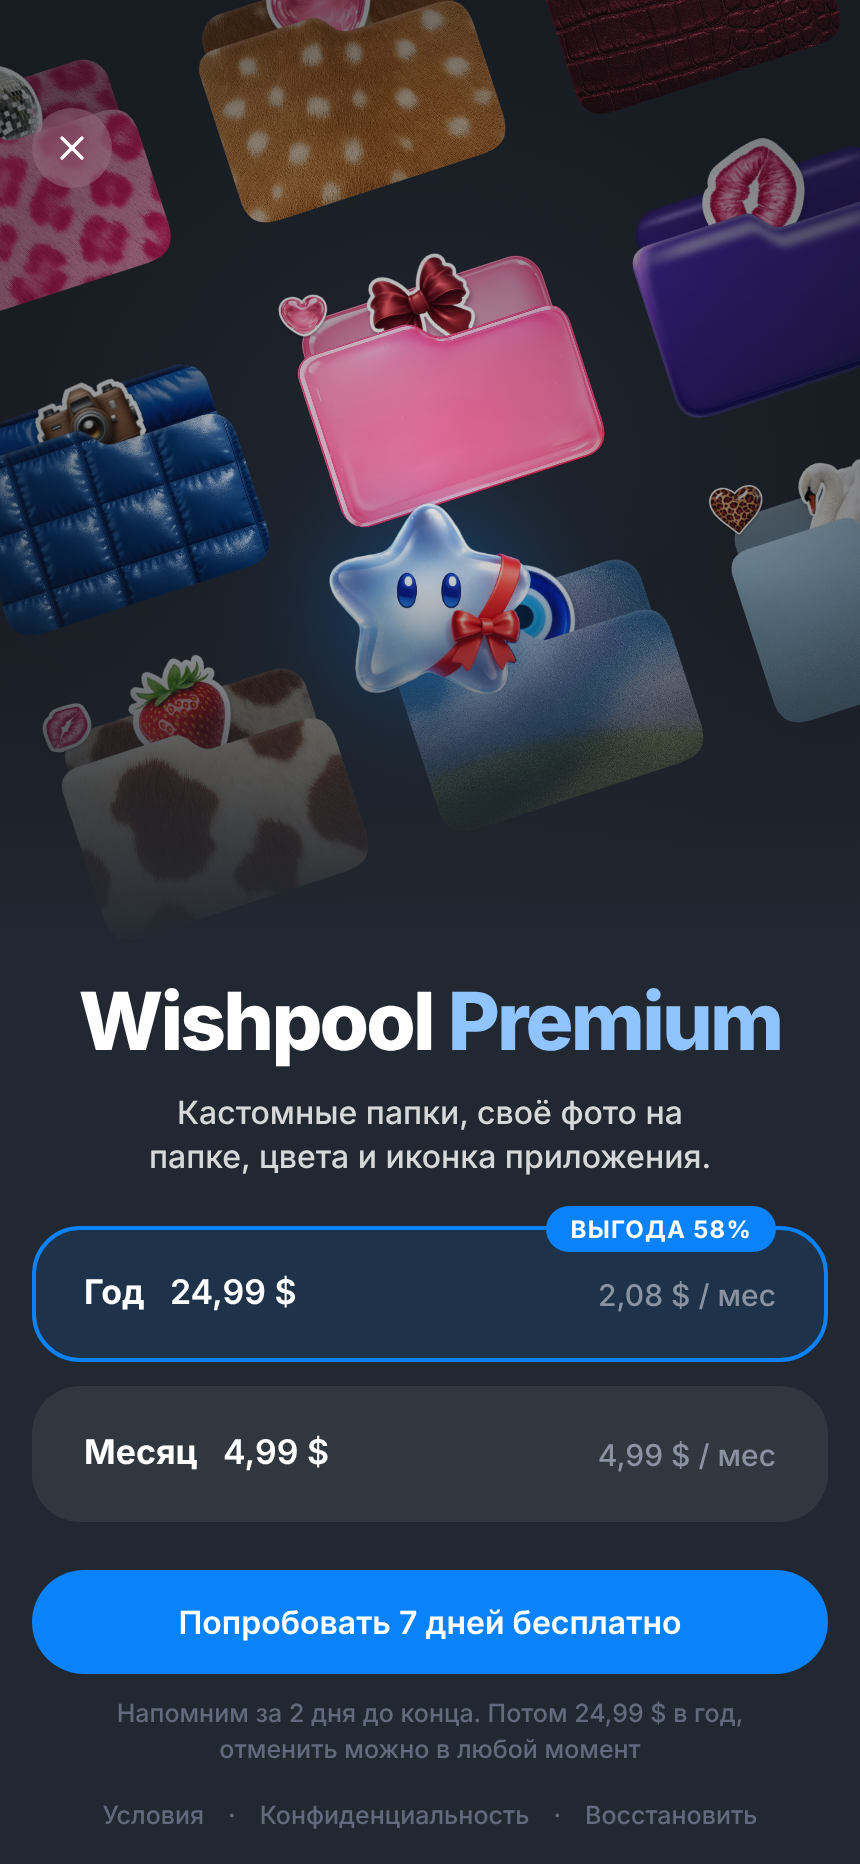 Wishpool Premium
Кастомные папки, своё фото на
папке, цвета и иконка приложения.
ВЫГОДА 58%
Год 24,99 $ 2,08 $ / мес
Месяц 4,99 $ 4,99 $ / мес
Попробовать 7 дней бесплатно
Напомним за 2 дня до конца. Потом 24,99 $ в год,
отменить можно в любой момент
Условия · Конфиденциальность · Восстановить